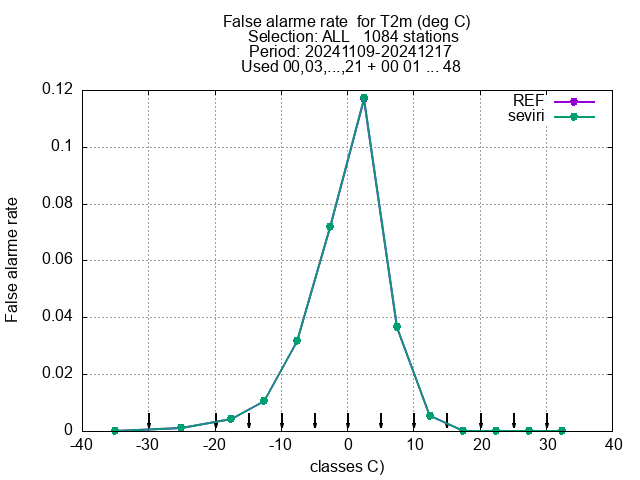 False alarme rate  for T2m (deg C)
Selection: ALL   1084 stations
Period: 20241109-20241217
Used 00,03,...,21 + 00 01 ... 48
REF
seviri
0.12
0.1
0.08
0.06
0.04
0.02
0
False alarme rate
-40 -30 -20 -10 0 10 20 30 40
classes C)